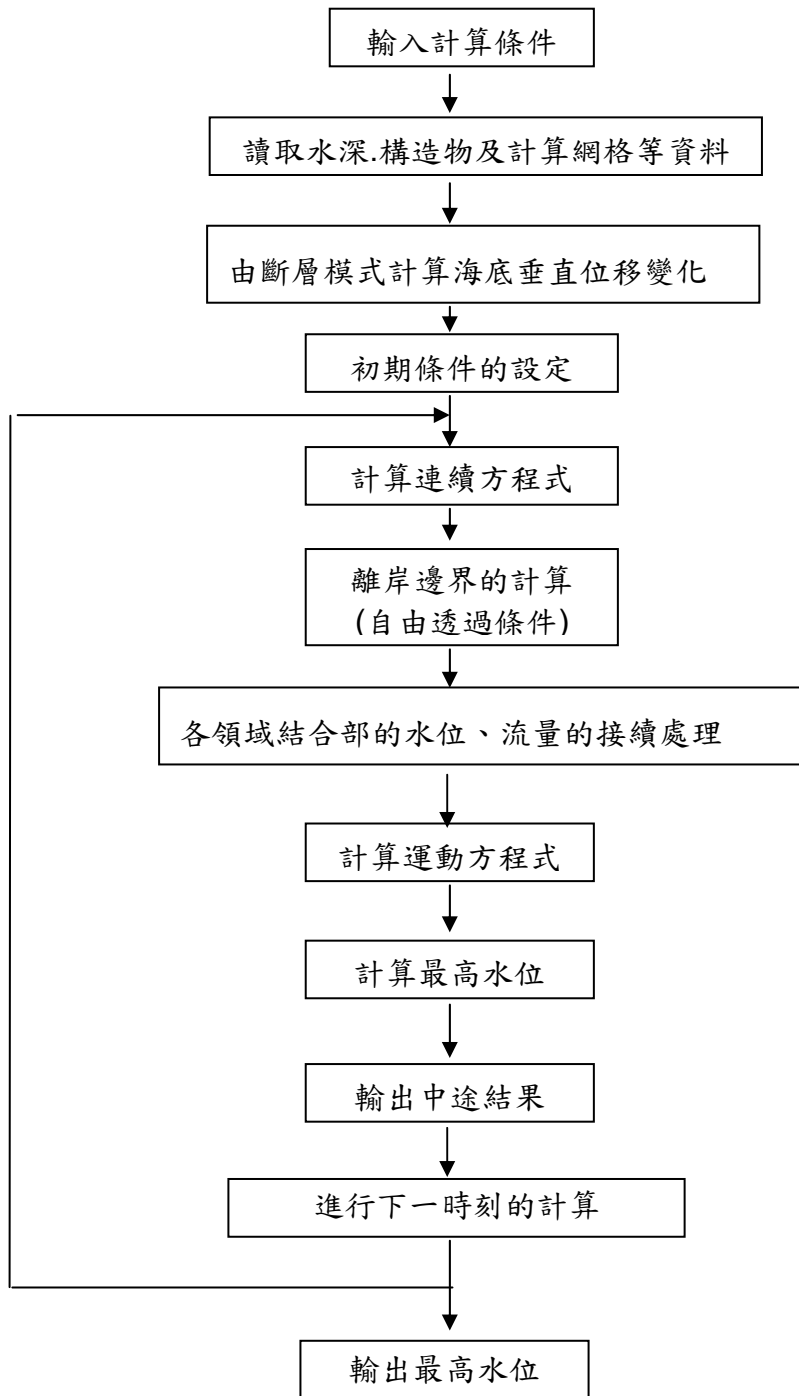 輸入計算條件
讀取水深.構造物及計算網格等資料
由斷層模式計算海底垂直位移變化
初期條件的設定
計算連續方程式
離岸邊界的計算
(自由透過條件)
各領域結合部的水位、流量的接續處理
計算運動方程式
計算最高水位
輸出中途結果
進行下一時刻的計算
輸出最高水位